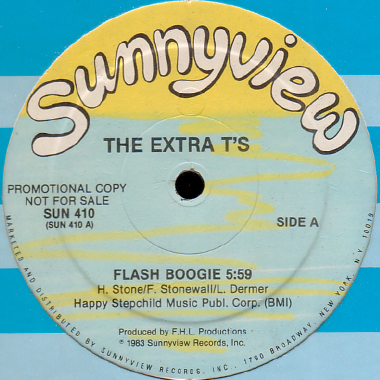 Sunnyview
THE EXTRA T'S
PROMOTIONAL COPY
NOT FOR SALE
SUN 410
(SUN 410 A)
SIDE A
FLASH BOOGIE 5:59
H. Stone/F. Stonewall/L. Dermer
Happy Stepchild Music Publ. Corp. (BMI)
Produced by F.H.L. Productions
© 1983 Sunnyview Records, Inc.
MARKETED AND DISTRIBUTED BY SUNNYVIEW RECORDS, INC., 1790 BROADWAY, NEW YORK, N.Y. 10019